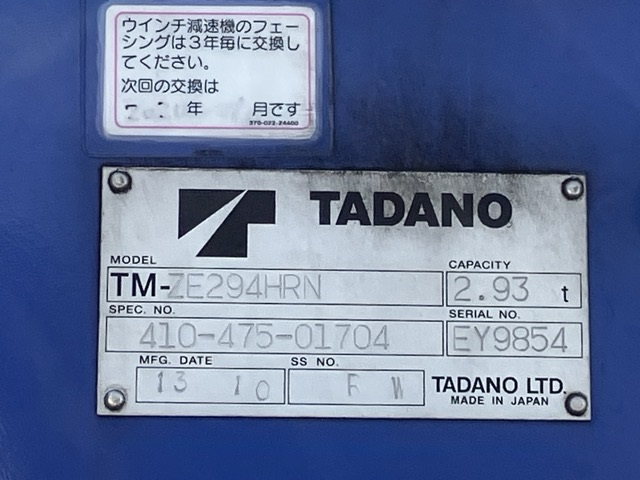 ウインチ減速機のフェー
シングは3年毎に交換し
てください。
次回の交換は
年 月です
379-022-24400
TADANO
MODEL
TM-ZE294HRN
CAPACITY
2.93 t
SPEC. NO.
410-475-01704
SERIAL NO.
EY9854
MFG. DATE
13 10
SS NO.
F W
TADANO LTD.
MADE IN JAPAN